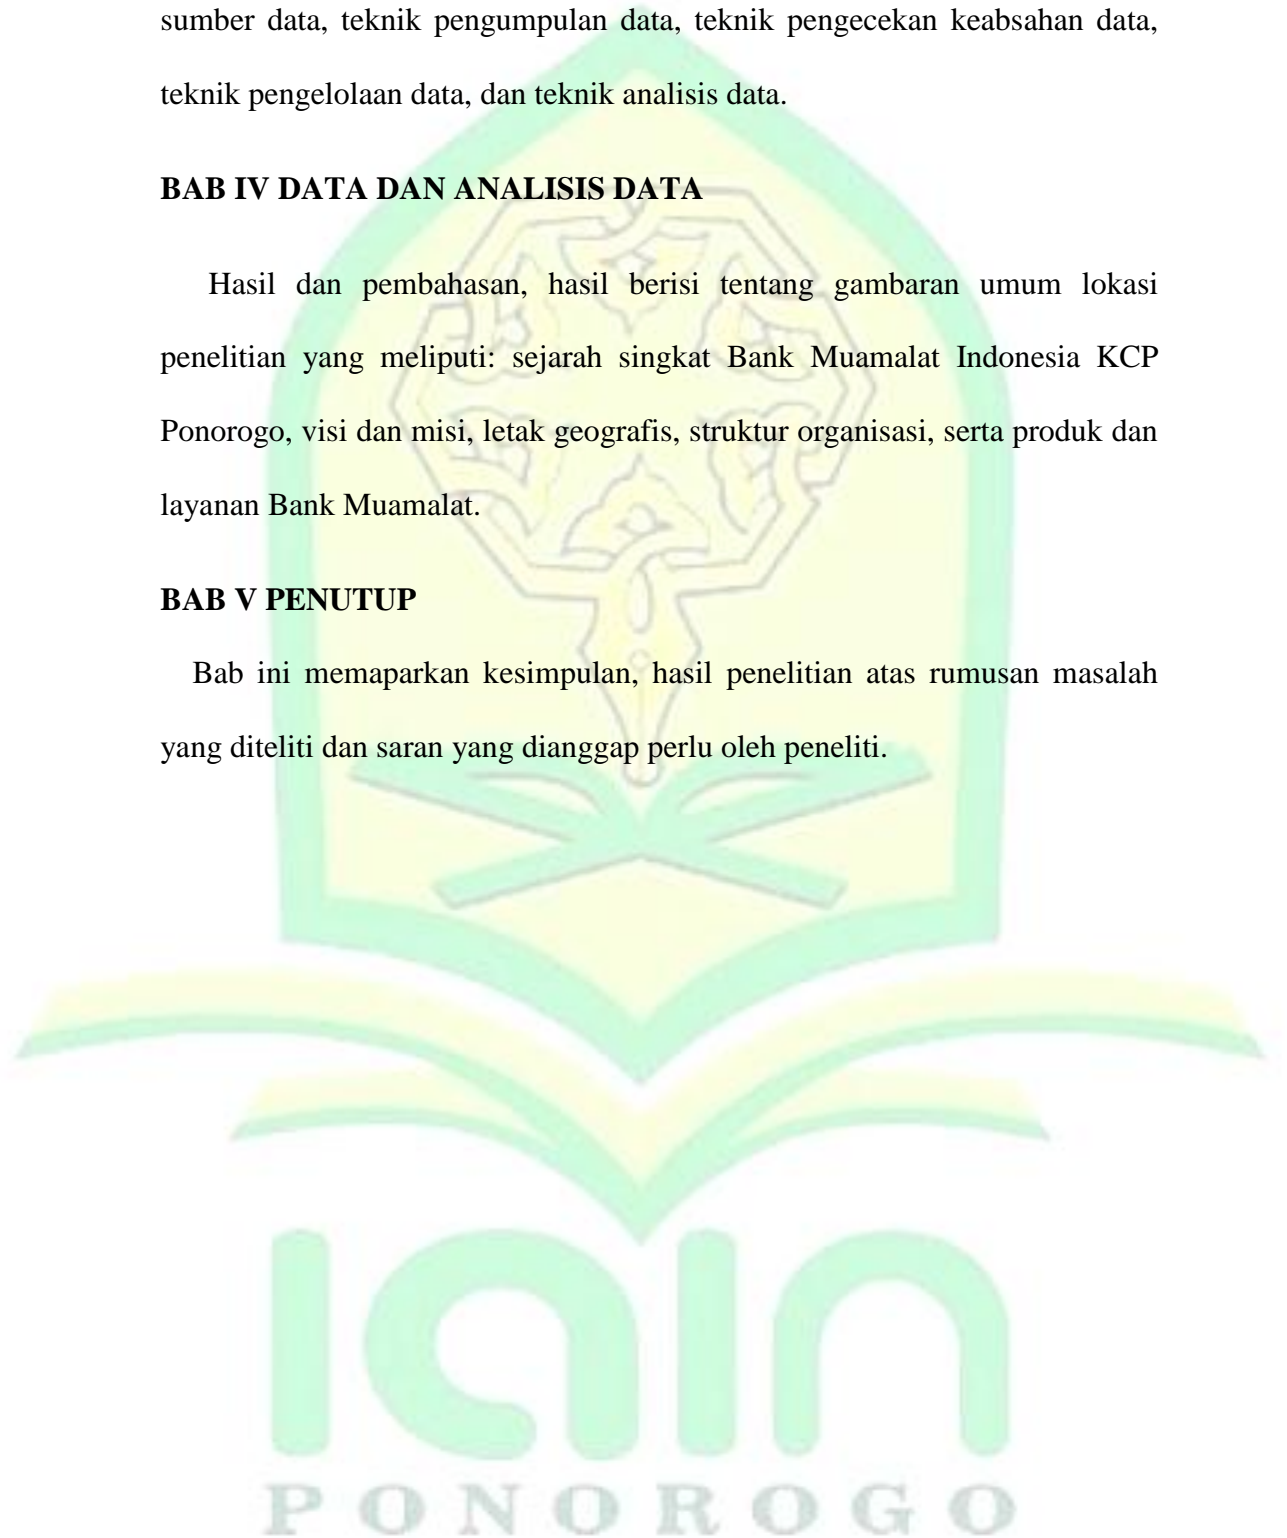 sumber data, teknik pengumpulan data, teknik pengecekan keabsahan data,
teknik pengelolaan data, dan teknik analisis data.
BAB IV DATA DAN ANALISIS DATA
Hasil dan pembahasan, hasil berisi tentang gambaran umum lokasi
penelitian yang meliputi: sejarah singkat Bank Muamalat Indonesia KCP
Ponorogo, visi dan misi, letak geografis, struktur organisasi, serta produk dan
layanan Bank Muamalat.
BAB V PENUTUP
Bab ini memaparkan kesimpulan, hasil penelitian atas rumusan masalah
yang diteliti dan saran yang dianggap perlu oleh peneliti.
iain
PONOROGO